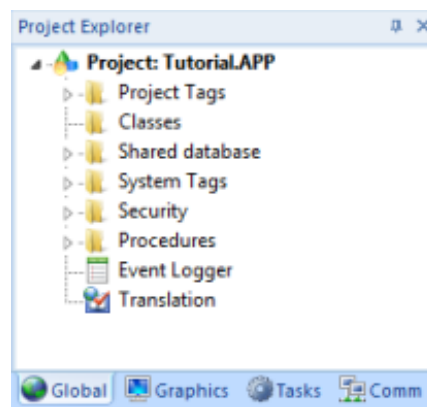 Project Explorer
Project: Tutorial.APP
Project Tags
Classes
Shared database
System Tags
Security
Procedures
Event Logger
Translation
Global Graphics Tasks Comm